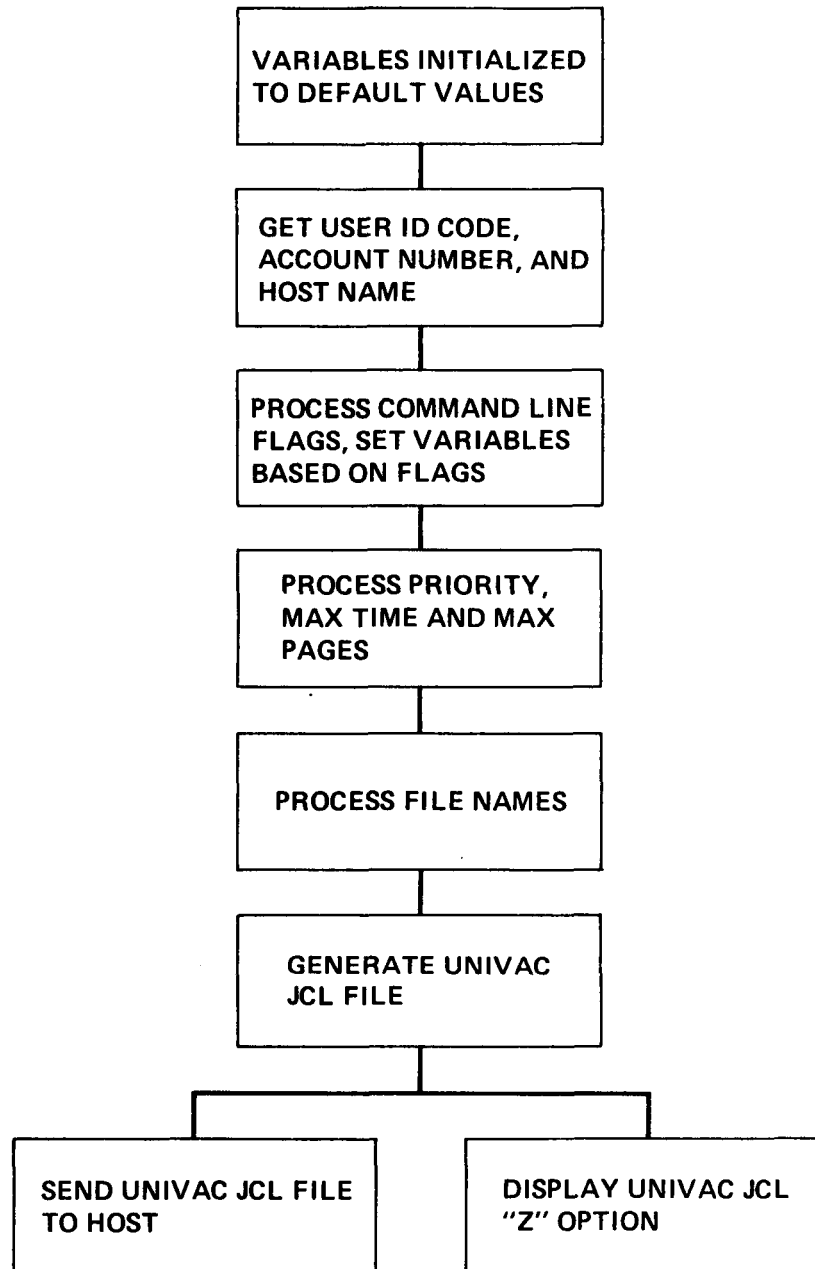 VARIABLES INITIALIZED
TO DEFAULT VALUES
GET USER ID CODE,
ACCOUNT NUMBER, AND
HOST NAME
PROCESS COMMAND LINE
FLAGS, SET VARIABLES
BASED ON FLAGS
PROCESS PRIORITY,
MAX TIME AND MAX
PAGES
PROCESS FILE NAMES
GENERATE UNIVAC
JCL FILE
SEND UNIVAC JCL FILE
TO HOST
DISPLAY UNIVAC JCL
"Z" OPTION